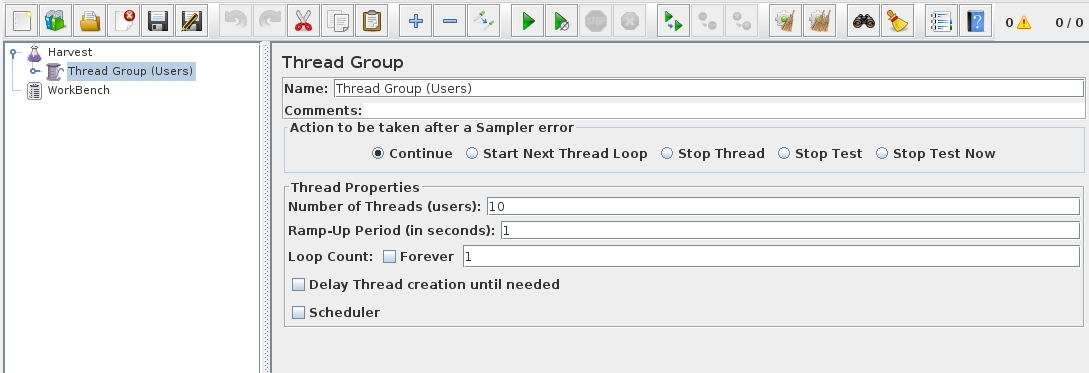 0 0 / 0
Harvest
Thread Group (Users)
WorkBench
Thread Group
Name: Thread Group (Users)
Comments:
Action to be taken after a Sampler error
Continue Start Next Thread Loop Stop Thread Stop Test Stop Test Now
Thread Properties
Number of Threads (users): 10
Ramp-Up Period (in seconds): 1
Loop Count: Forever 1
Delay Thread creation until needed
Scheduler